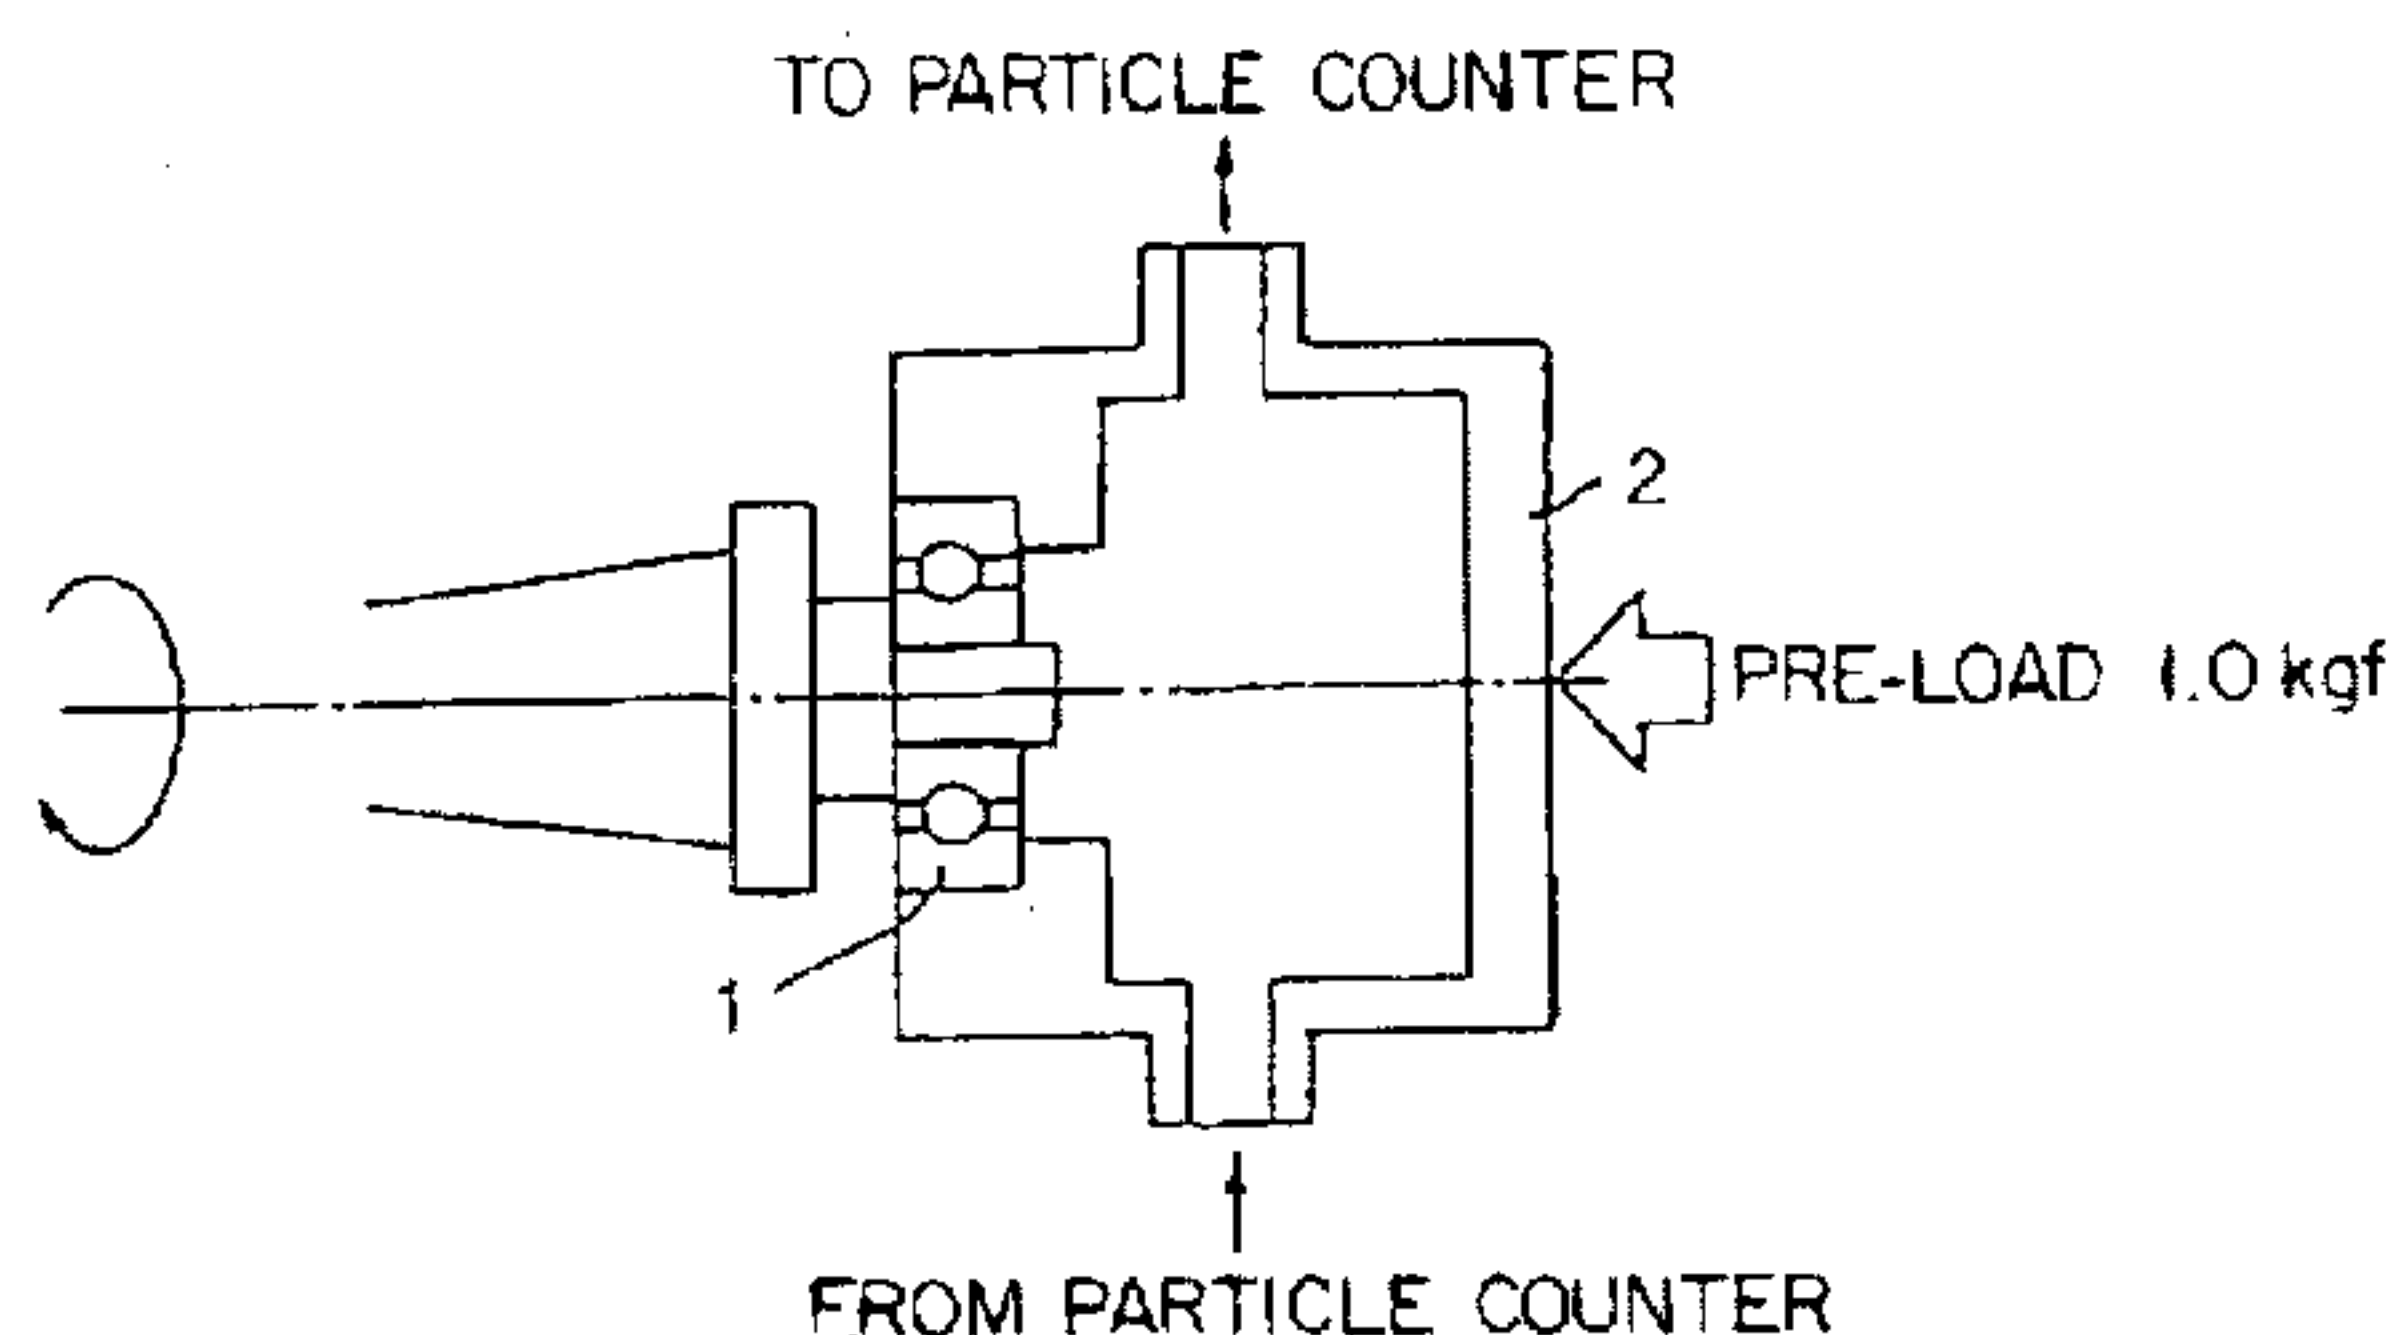 TO PARTICLE COUNTER
2
PRE-LOAD 1.0 kgf
1
FROM PARTICLE COUNTER